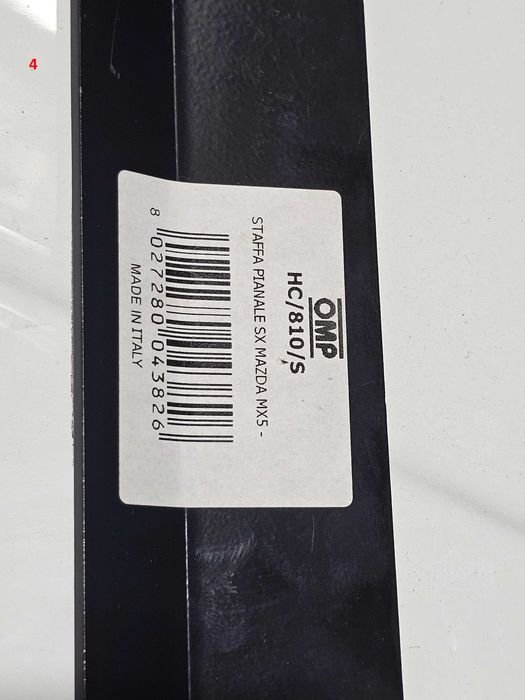 4
OMP
HC/810/S
STAFFA PIANALE SX MAZDA MX5 -
8 027280 043826
MADE IN ITALY